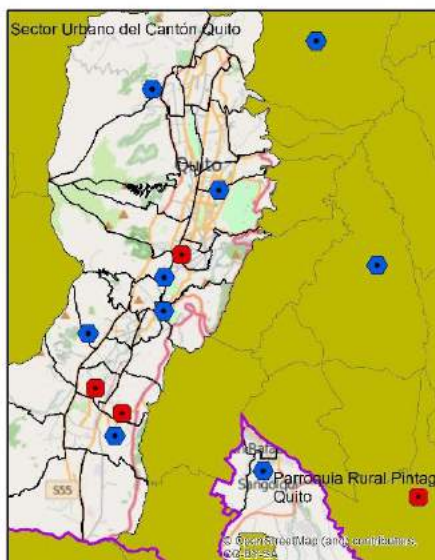 Sector Urbano del Cantón Quito
Quito
Parroquia Rural Pintag
Quito
S55
© OpenStreetMap (and) contributors,
CC-BY-SA